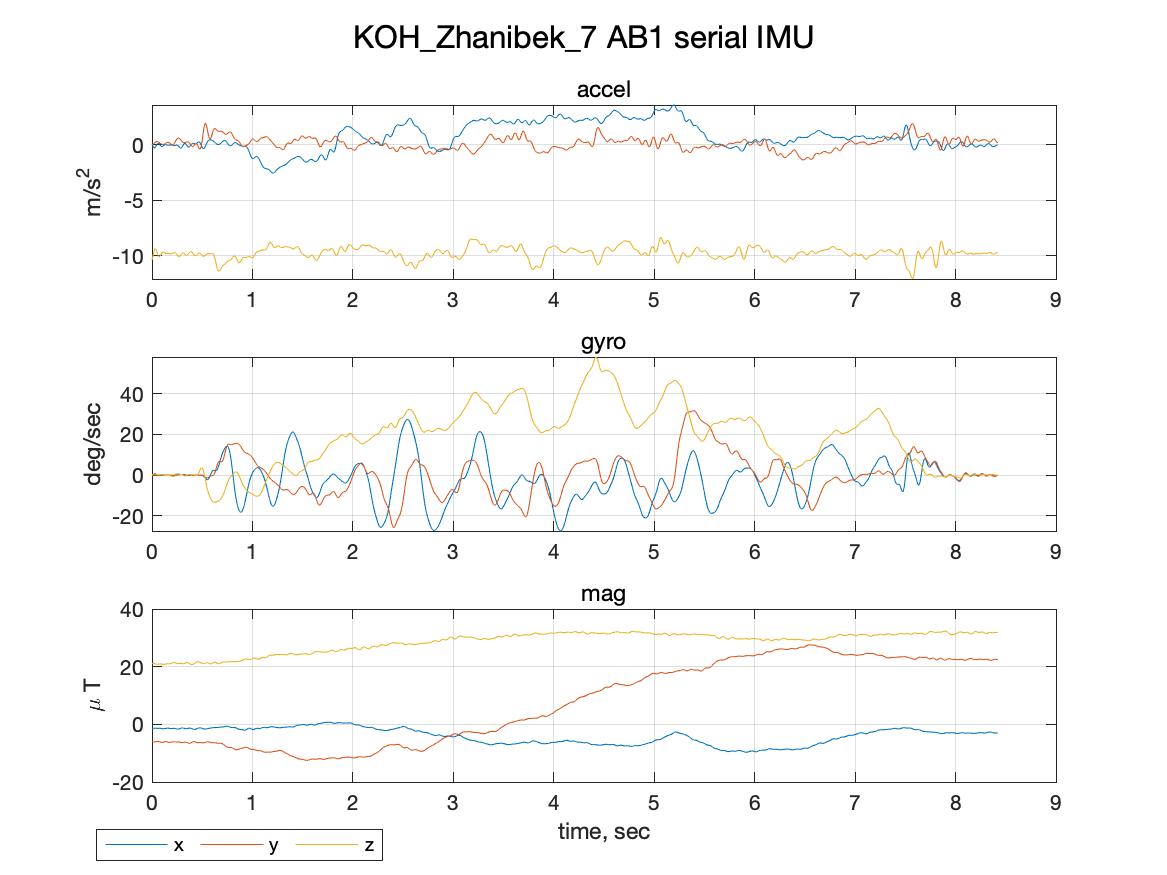 KOH_Zhanibek_7 AB1 serial IMU
accel
m/s²
0
-5
-10
0 1 2 3 4 5 6 7 8 9
gyro
deg/sec
40
20
0
-20
0 1 2 3 4 5 6 7 8 9
mag
μ T
40
20
0
-20
0 1 2 3 4 5 6 7 8 9
time, sec
x y z